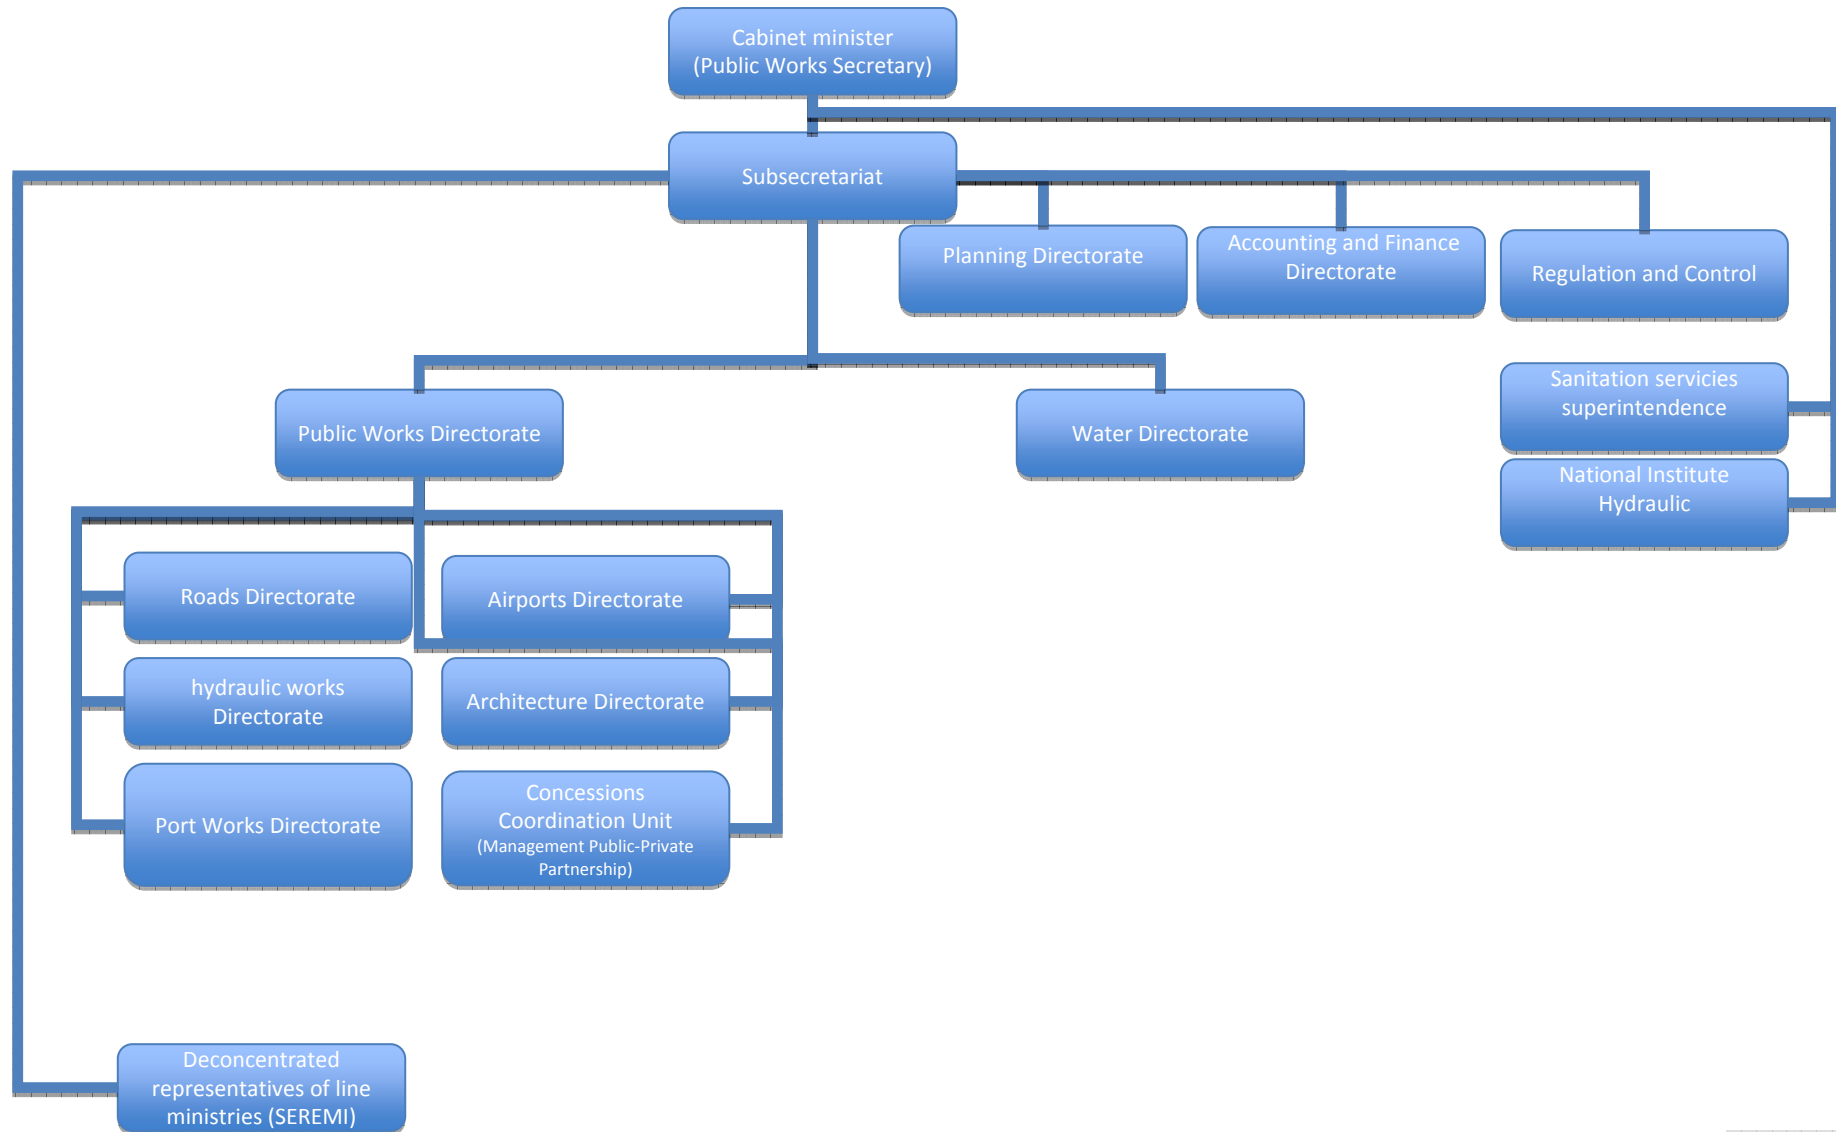 Cabinet minister
(Public Works Secretary)
Subsecretariat
Planning Directorate
Accounting and Finance
Directorate
Regulation and Control
Sanitation servicies
superintendence
National Institute
Hydraulic
Public Works Directorate
Water Directorate
Roads Directorate
Airports Directorate
hydraulic works
Directorate
Architecture Directorate
Port Works Directorate
Concessions
Coordination Unit
(Management Public-Private
Partnership)
Deconcentrated
representatives of line
ministries (SEREMI)